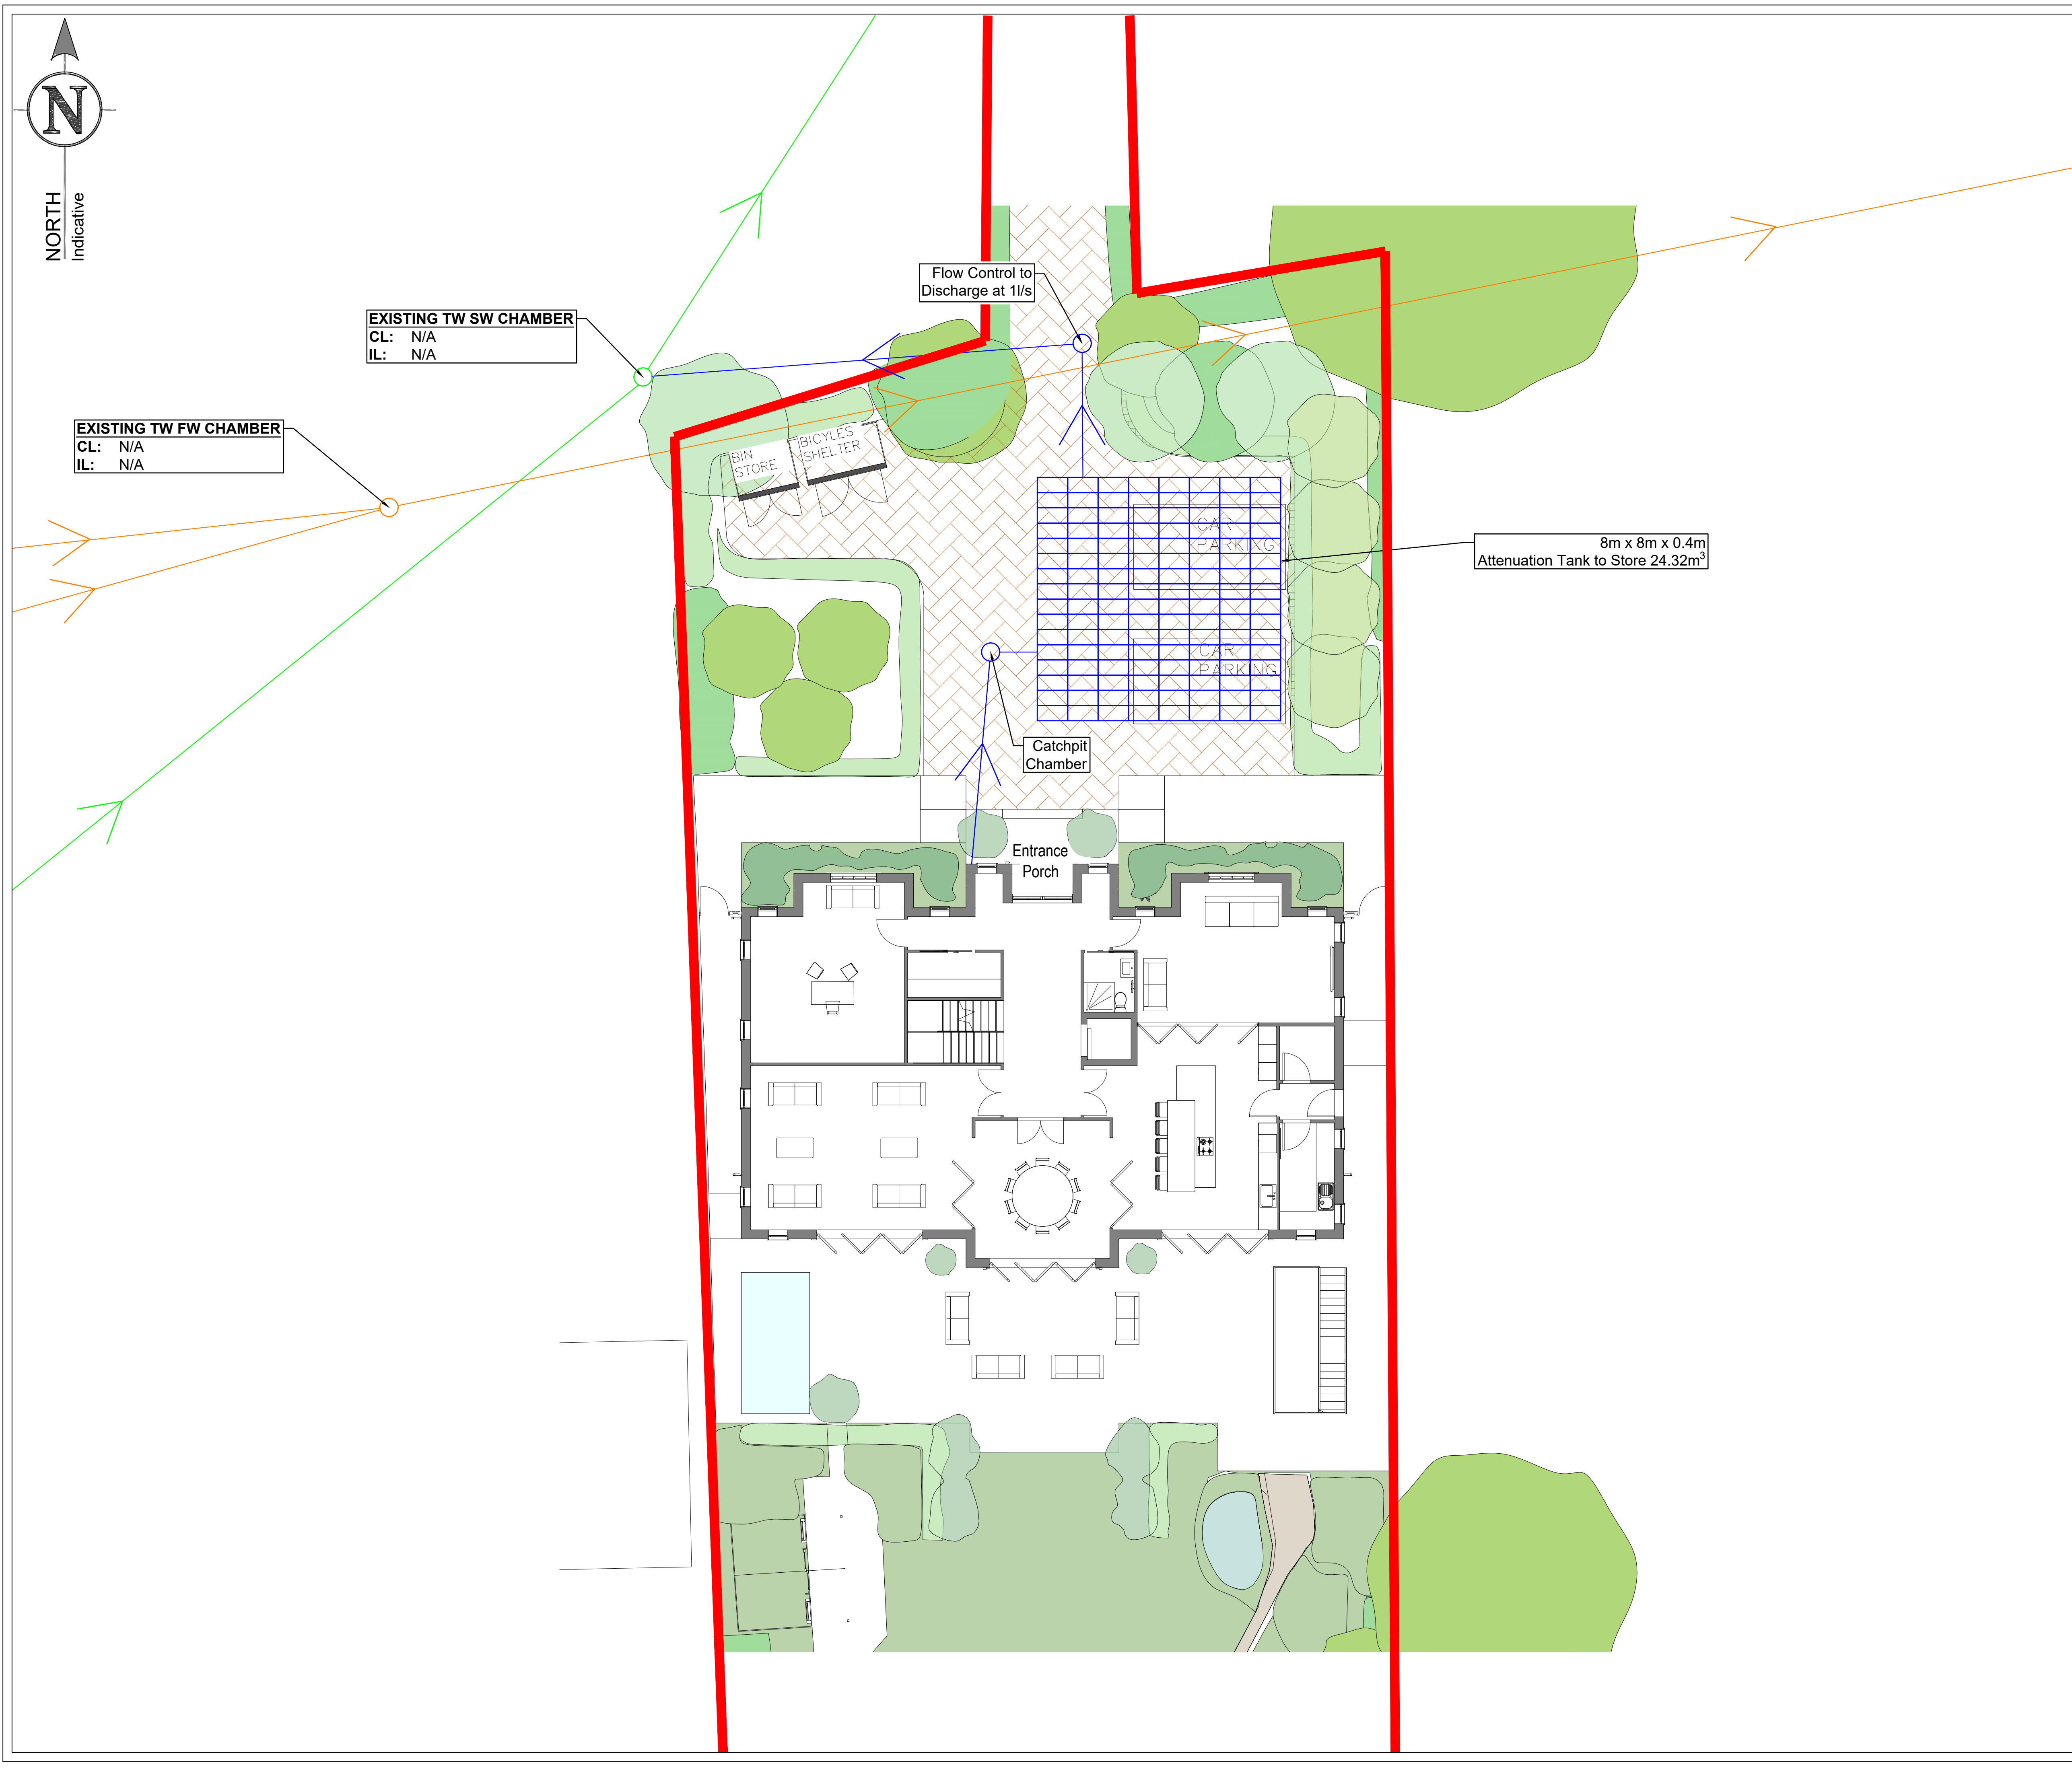 N
NORTH
Indicative
Flow Control to
Discharge at 1l/s
EXISTING TW SW CHAMBER
CL: N/A
IL: N/A
EXISTING TW FW CHAMBER
CL: N/A
IL: N/A
BIN
STORE
BICYLES
SHELTER
CAR
PARKING
8m x 8m x 0.4m
Attenuation Tank to Store 24.32m³
CAR
PARKING
Catchpit
Chamber
Entrance
Porch